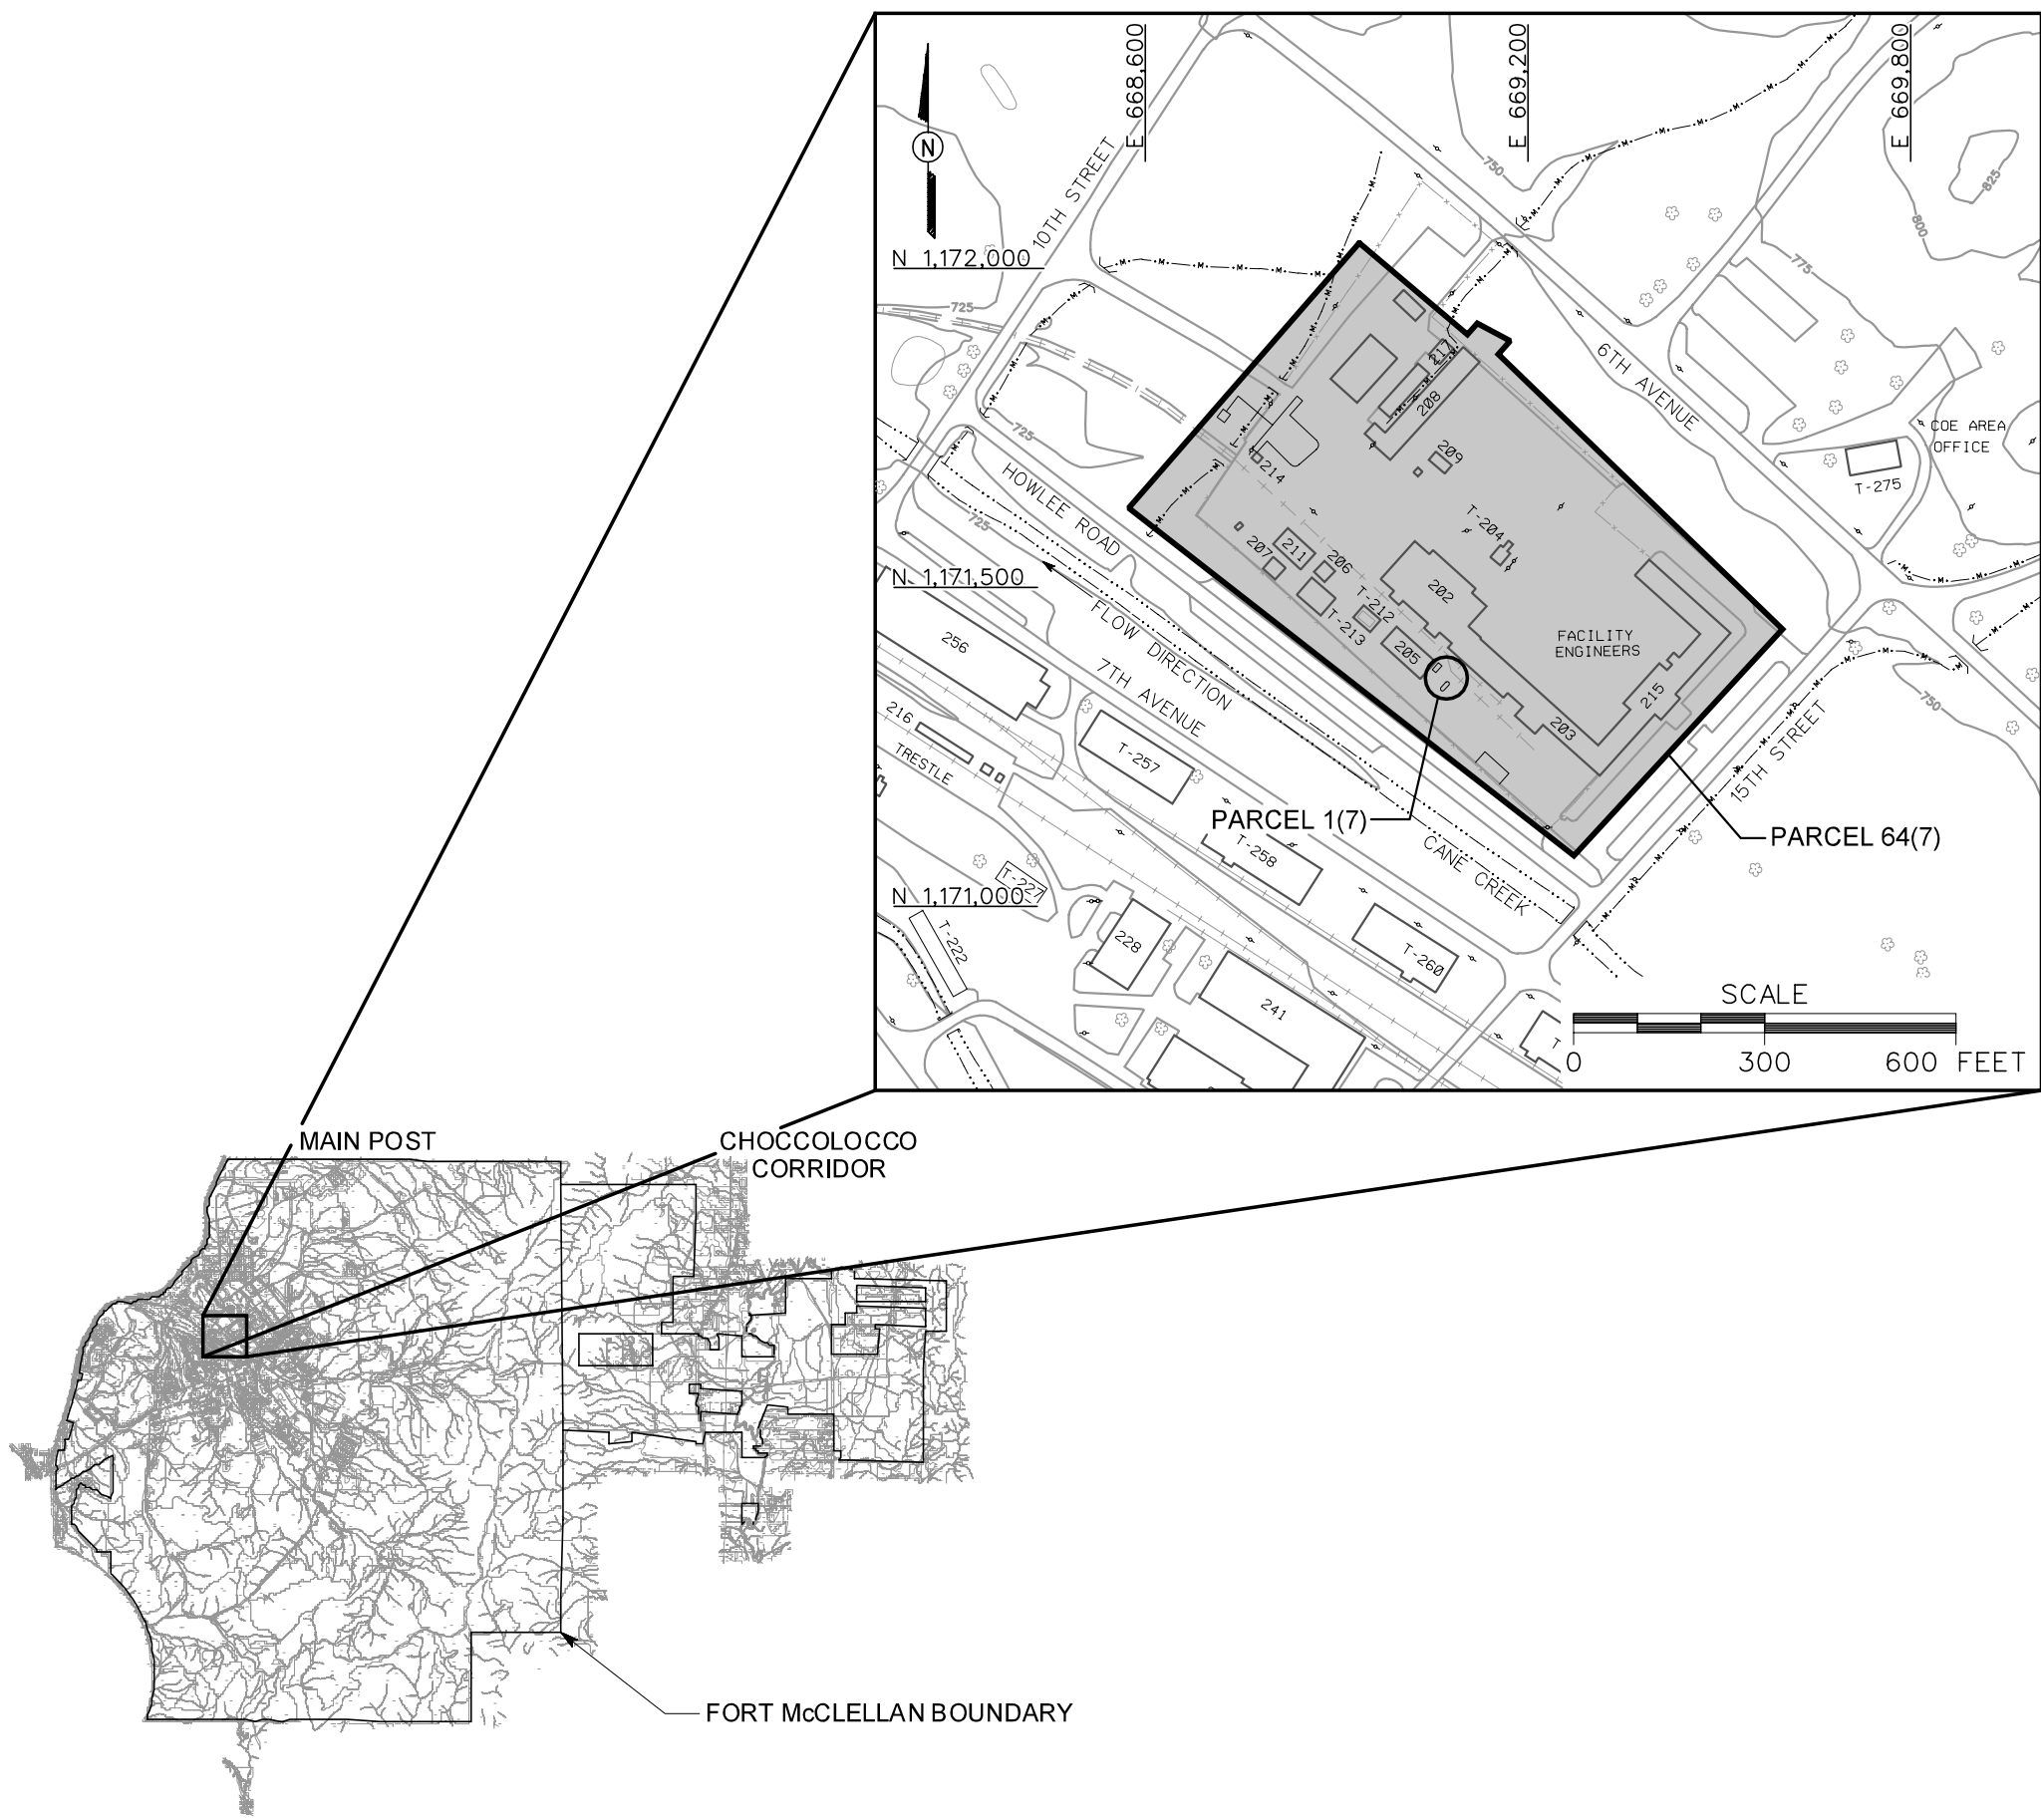 E 668,600
E 669,200
E 669,800
N
10TH STREET
750
825
800
N 1,172,000
775
725
217
6TH AVENUE
208
725
COE AREA
OFFICE
209
T-275
214
HOWLEE ROAD
T-204
725
207
211
206
N 1,171,500
202
T-212
FLOW DIRECTION
T-213
FACILITY
ENGINEERS
256
205
7TH AVENUE
215
750
216
203
TRESTLE
T-257
15TH STREET
PARCEL 1(7)
PARCEL 64(7)
T-258
CANE CREEK
T-227
N 1,171,000
T-222
228
T-260
241
SCALE
T
0 300 600 FEET
MAIN POST
CHOCCOLOCCO
CORRIDOR
FORT McCLELLAN BOUNDARY